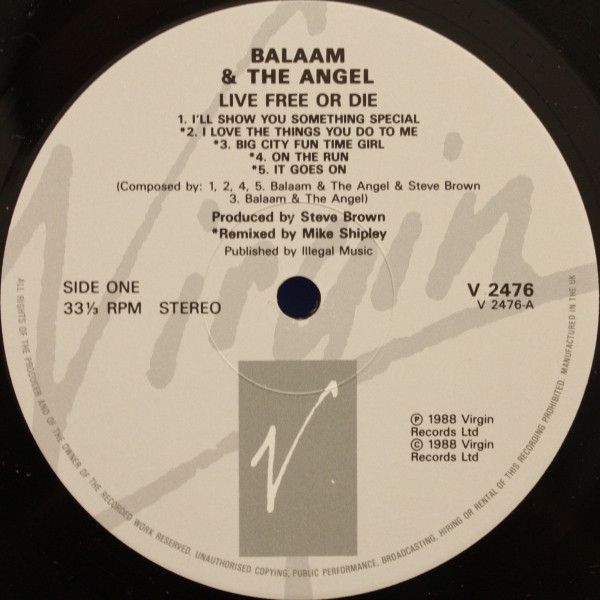 BALAAM
& THE ANGEL
LIVE FREE OR DIE
1. I'LL SHOW YOU SOMETHING SPECIAL
*2. I LOVE THE THINGS YOU DO TO ME
*3. BIG CITY FUN TIME GIRL
*4. ON THE RUN
*5. IT GOES ON
(Composed by: 1, 2, 4, 5. Balaam & The Angel & Steve Brown
3. Balaam & The Angel)
Produced by Steve Brown
*Remixed by Mike Shipley
Published by Illegal Music
SIDE ONE
33⅓ RPM STEREO
V 2476
V 2476-A
Virgin
V
℗ 1988 Virgin
Records Ltd
© 1988 Virgin
Records Ltd
ALL RIGHTS OF THE PRODUCER AND OF THE OWNER OF THE RECORDED WORK RESERVED. UNAUTHORISED COPYING, PUBLIC PERFORMANCE, BROADCASTING, HIRING OR RENTAL OF THIS RECORDING PROHIBITED. MANUFACTURED IN THE UK